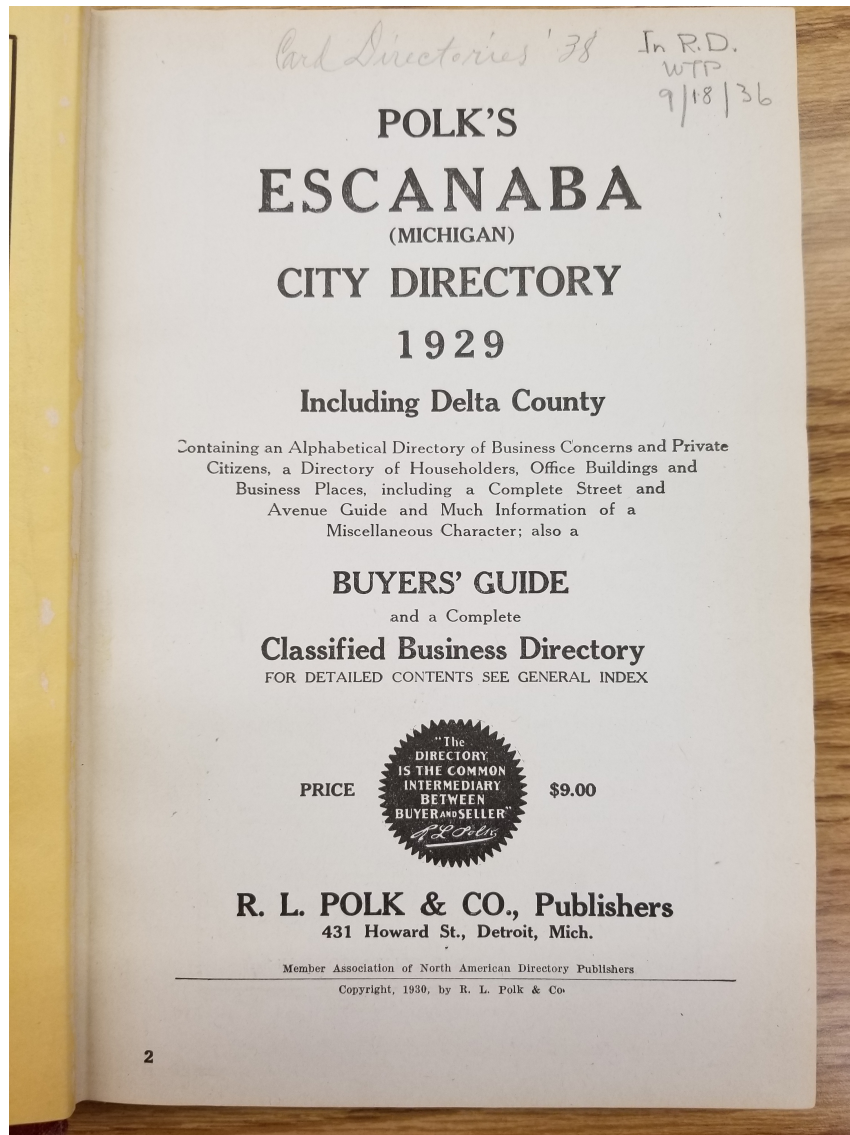 Card Directories '38
In R.D.
WTP
9/18/36
POLK'S
ESCANABA
(MICHIGAN)
CITY DIRECTORY
1929
Including Delta County
Containing an Alphabetical Directory of Business Concerns and Private
Citizens, a Directory of Householders, Office Buildings and
Business Places, including a Complete Street and
Avenue Guide and Much Information of a
Miscellaneous Character; also a
BUYERS' GUIDE
and a Complete
Classified Business Directory
FOR DETAILED CONTENTS SEE GENERAL INDEX
PRICE
"The
DIRECTORY
IS THE COMMON
INTERMEDIARY
BETWEEN
BUYER AND SELLER"
R L Polk
$9.00
R. L. POLK & CO., Publishers
431 Howard St., Detroit, Mich.
Member Association of North American Directory Publishers
Copyright, 1930, by R. L. Polk & Co.
2